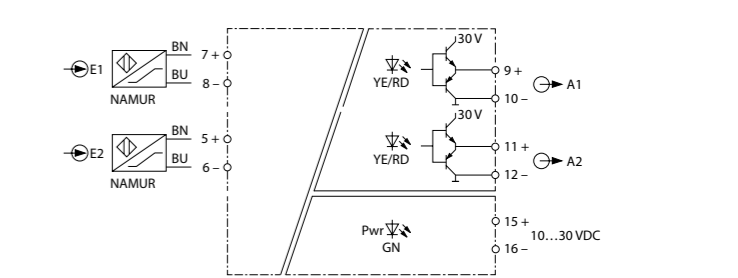 30 V
BN
7 +
9 +
E1
BU
8 –
YE/RD
A1
NAMUR
10 –
30 V
BN
5 +
11 +
E2
BU
6 –
YE/RD
A2
NAMUR
12 –
15 +
Pwr
10…30 VDC
GN
16 –